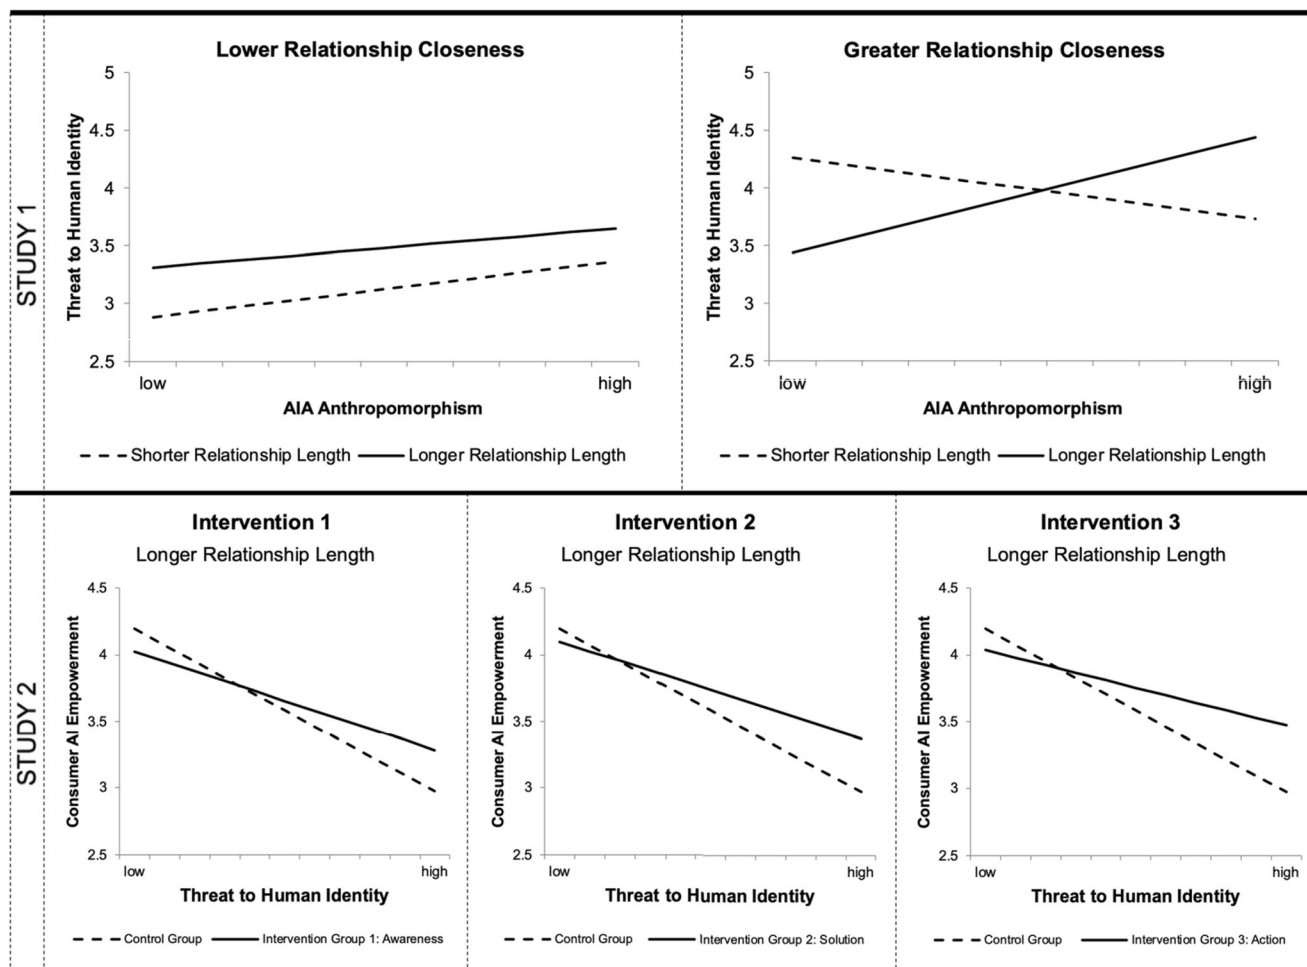 STUDY 1
Lower Relationship Closeness
Threat to Human Identity
5
4.5
4
3.5
3
2.5
low
high
AIA Anthropomorphism
Shorter Relationship Length
Longer Relationship Length
Greater Relationship Closeness
Threat to Human Identity
5
4.5
4
3.5
3
2.5
low
high
AIA Anthropomorphism
Shorter Relationship Length
Longer Relationship Length
STUDY 2
Intervention 1
Longer Relationship Length
Consumer AI Empowerment
4.5
4
3.5
3
2.5
low
high
Threat to Human Identity
Control Group
Intervention Group 1: Awareness
Intervention 2
Longer Relationship Length
Consumer AI Empowerment
4.5
4
3.5
3
2.5
low
high
Threat to Human Identity
Control Group
Intervention Group 2: Solution
Intervention 3
Longer Relationship Length
Consumer AI Empowerment
4.5
4
3.5
3
2.5
low
high
Threat to Human Identity
Control Group
Intervention Group 3: Action